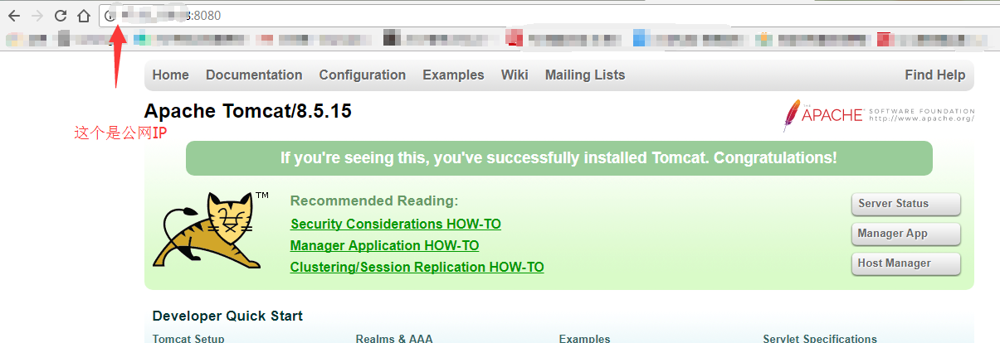 :8080
Home Documentation Configuration Examples Wiki Mailing Lists Find Help
Apache Tomcat/8.5.15
THE
APACHE™ SOFTWARE FOUNDATION
http://www.apache.org/
这个是公网IP
If you're seeing this, you've successfully installed Tomcat. Congratulations!
TM
Recommended Reading:
Security Considerations HOW-TO
Manager Application HOW-TO
Clustering/Session Replication HOW-TO
Server Status
Manager App
Host Manager
Developer Quick Start
Tomcat Setup Realms & AAA Examples Servlet Specifications